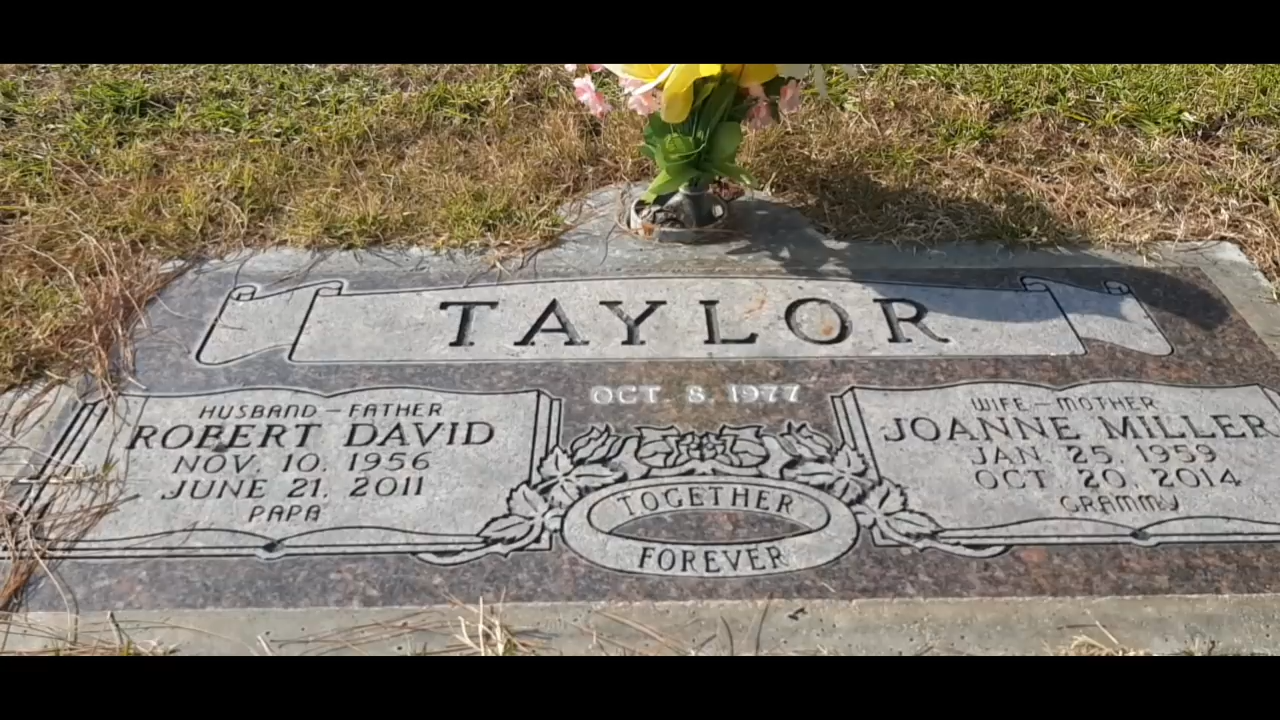 TAYLOR
OCT. 8. 1977
HUSBAND – FATHER
ROBERT DAVID
NOV. 10. 1956
JUNE 21. 2011
PAPA
TOGETHER
FOREVER
WIFE – MOTHER
JOANNE MILLER
JAN. 25. 1959
OCT. 20. 2014
GRAMMY